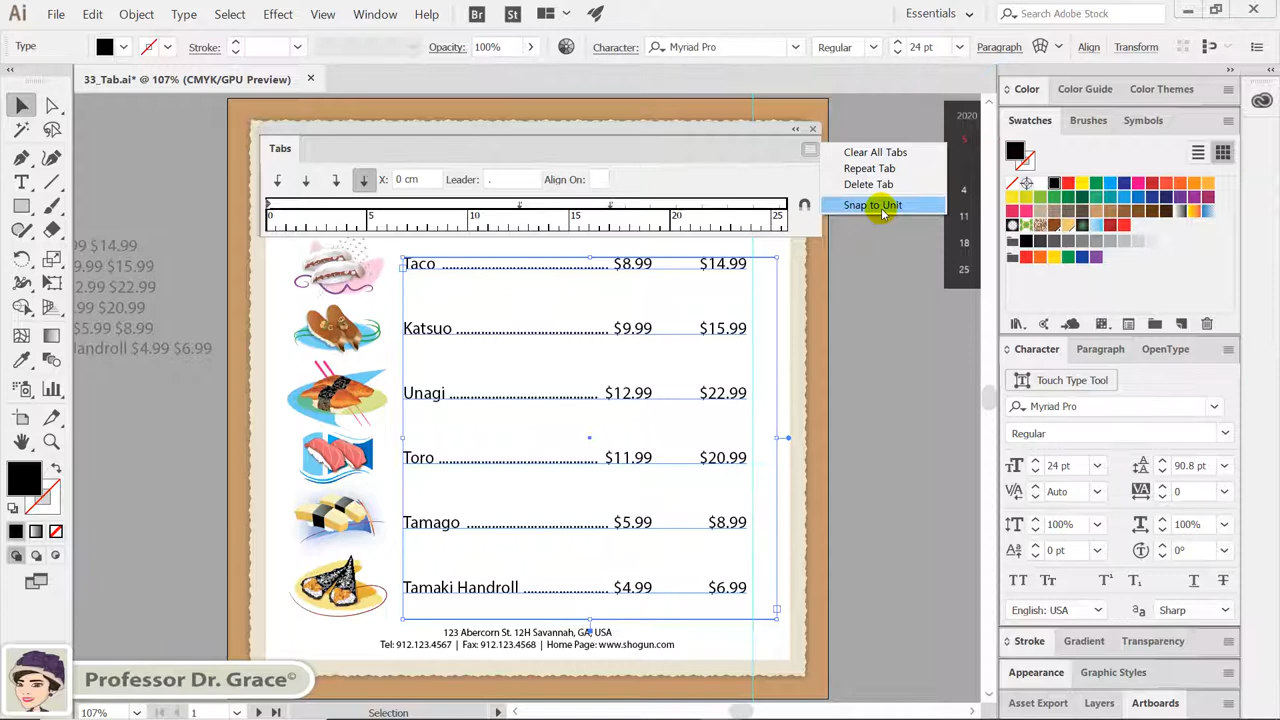 Ai File Edit Object Type Select Effect View Window Help Br St Essentials Search Adobe Stock
Type Stroke: Opacity: 100% Character: Myriad Pro Regular 24 pt Paragraph Align Transform
33_Tab.ai* @ 107% (CMYK/GPU Preview)
Tabs
X: 0 cm Leader: . Align On:
0 5 10 15 20 25
Clear All Tabs
Repeat Tab
Delete Tab
Snap to Unit
2020
5
4
11
18
25
99 $14.99
9.99 $15.99
2.99 $22.99
.99 $20.99
$5.99 $8.99
Handroll $4.99 $6.99
Taco ........................................... $8.99 $14.99
Katsuo ....................................... $9.99 $15.99
Unagi ...................................... $12.99 $22.99
Toro ......................................... $11.99 $20.99
Tamago .................................... $5.99 $8.99
Tamaki Handroll ...................... $4.99 $6.99
123 Abercorn St. 12H Savannah, GA, USA
Tel: 912.123.4567 | Fax: 912.123.4568 | Home Page: www.shogun.com
Professor Dr. Grace©
107% 1 Selection
Color Color Guide Color Themes
Swatches Brushes Symbols
Character Paragraph OpenType
Touch Type Tool
Myriad Pro
Regular
24 pt 90.8 pt
Auto 0
100% 100%
0 pt 0°
English: USA Sharp
Stroke Gradient Transparency
Appearance Graphic Styles
Asset Export Layers Artboards